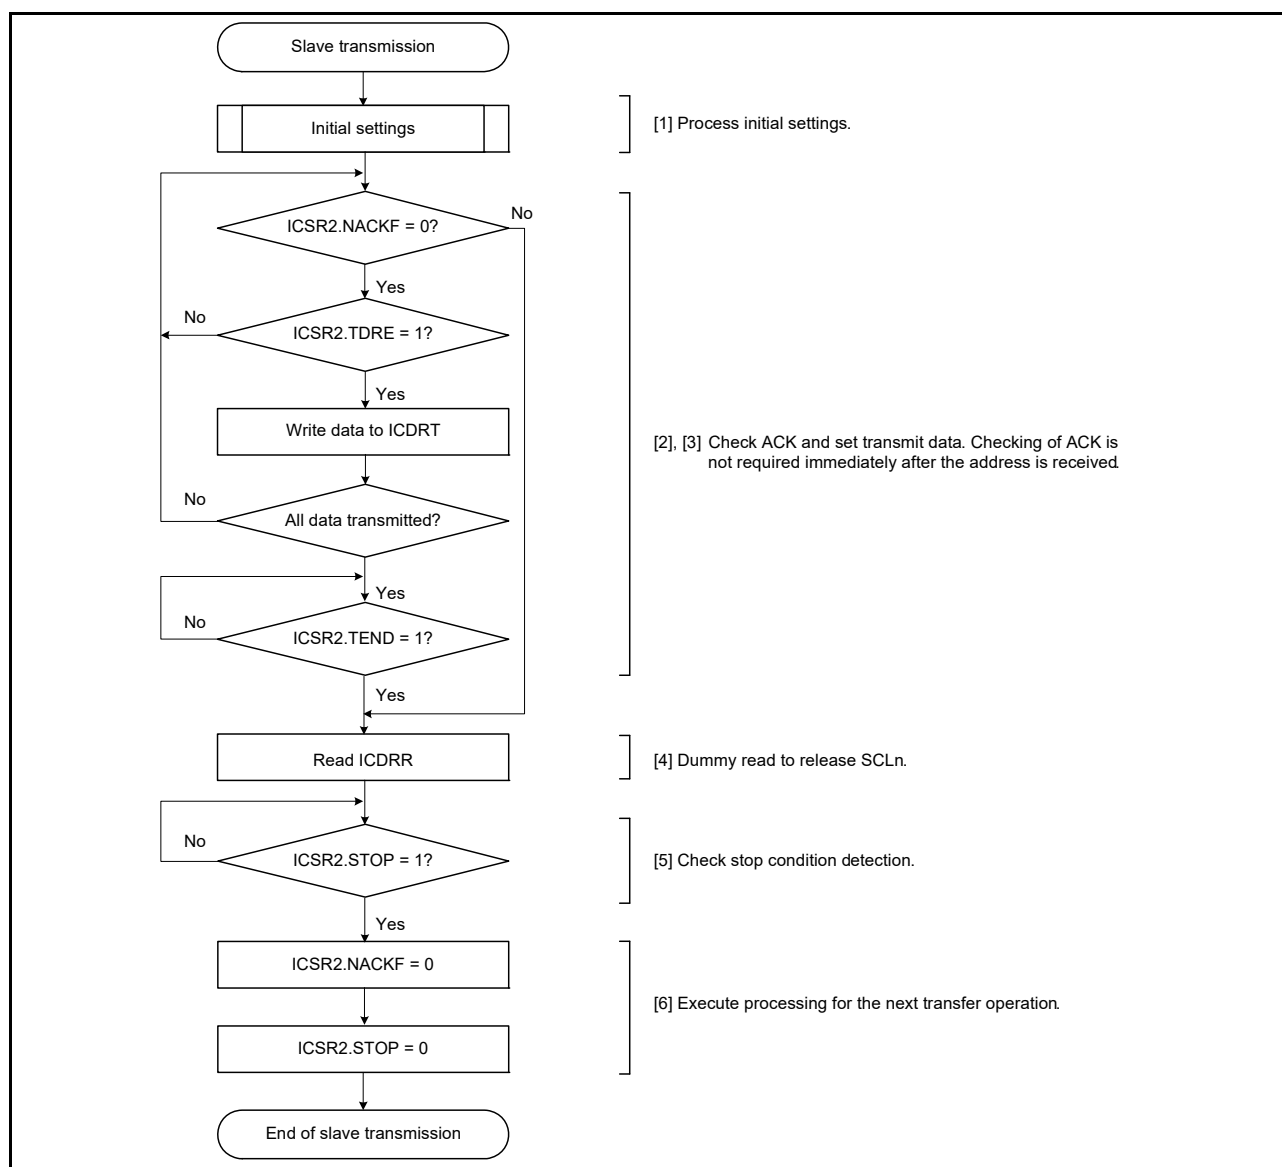 Slave transmission
Initial settings
[1] Process initial settings.
ICSR2.NACKF = 0?
No
Yes
ICSR2.TDRE = 1?
No
Yes
Write data to ICDRT
[2], [3] Check ACK and set transmit data. Checking of ACK is
not required immediately after the address is received.
All data transmitted?
No
Yes
ICSR2.TEND = 1?
No
Yes
Read ICDRR
[4] Dummy read to release SCLn.
ICSR2.STOP = 1?
No
[5] Check stop condition detection.
Yes
ICSR2.NACKF = 0
[6] Execute processing for the next transfer operation.
ICSR2.STOP = 0
End of slave transmission